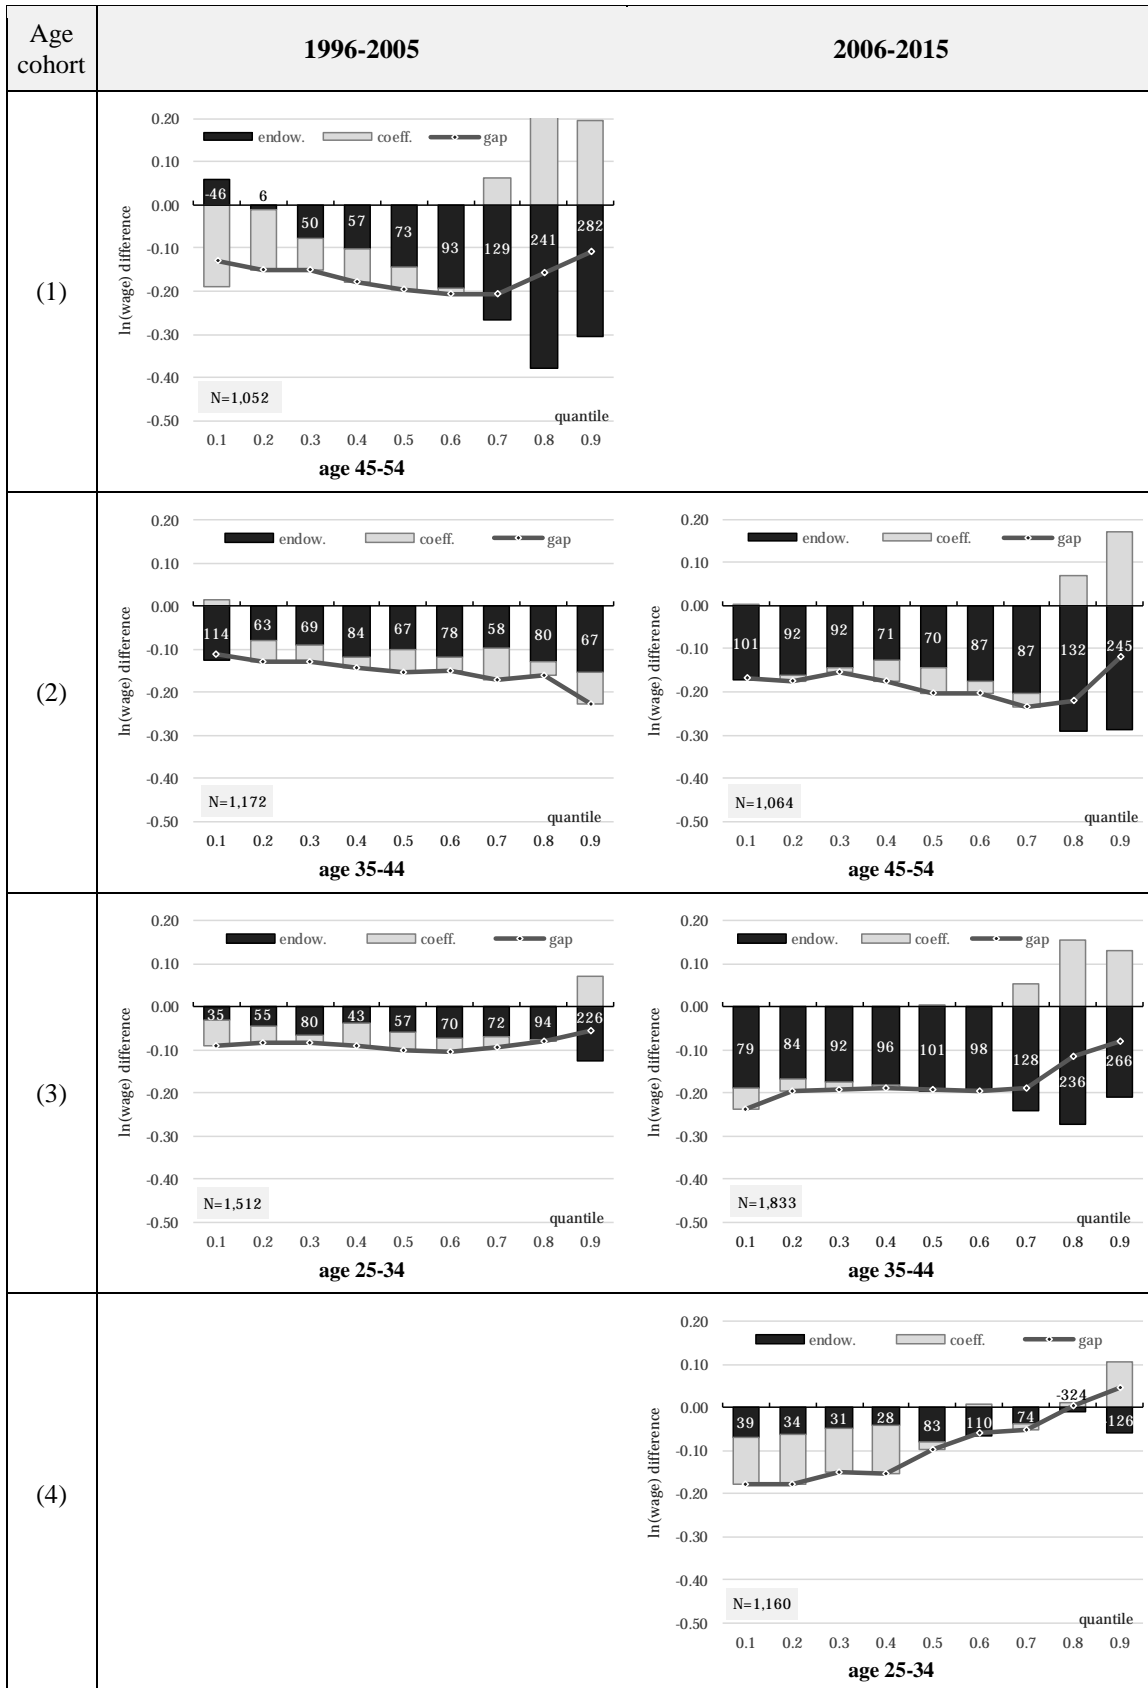 Age cohort 1996-2005 2006-2015
(1)
0.20
endow. coeff. gap
0.10
-46 6
0.00
50 57 73 93 129 241 282
-0.10
-0.20
-0.30
-0.40
-0.50
ln(wage) difference
N=1,052
quantile
0.1 0.2 0.3 0.4 0.5 0.6 0.7 0.8 0.9
age 45-54
(2)
0.20
endow. coeff. gap
0.10
0.00
114 63 69 84 67 78 58 80 67
-0.10
-0.20
-0.30
-0.40
-0.50
ln(wage) difference
N=1,172
quantile
0.1 0.2 0.3 0.4 0.5 0.6 0.7 0.8 0.9
age 35-44
0.20
endow. coeff. gap
0.10
0.00
101 92 92 71 70 87 87 132 245
-0.10
-0.20
-0.30
-0.40
-0.50
ln(wage) difference
N=1,064
quantile
0.1 0.2 0.3 0.4 0.5 0.6 0.7 0.8 0.9
age 45-54
(3)
0.20
endow. coeff. gap
0.10
0.00
35 55 80 43 57 70 72 94 226
-0.10
-0.20
-0.30
-0.40
-0.50
ln(wage) difference
N=1,512
quantile
0.1 0.2 0.3 0.4 0.5 0.6 0.7 0.8 0.9
age 25-34
0.20
endow. coeff. gap
0.10
0.00
79 84 92 96 101 98 128 236 266
-0.10
-0.20
-0.30
-0.40
-0.50
ln(wage) difference
N=1,833
quantile
0.1 0.2 0.3 0.4 0.5 0.6 0.7 0.8 0.9
age 35-44
(4)
0.20
endow. coeff. gap
0.10
0.00
39 34 31 28 83 110 74 -324 -126
-0.10
-0.20
-0.30
-0.40
-0.50
ln(wage) difference
N=1,160
quantile
0.1 0.2 0.3 0.4 0.5 0.6 0.7 0.8 0.9
age 25-34